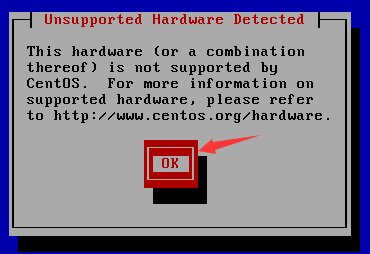 Unsupported Hardware Detected
This hardware (or a combination
thereof) is not supported by
CentOS.  For more information on
supported hardware, please refer
to http://www.centos.org/hardware.
OK